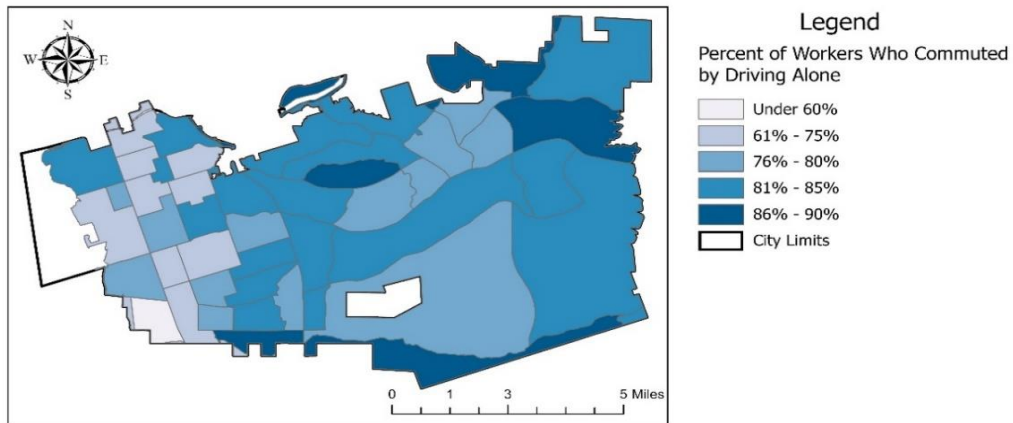 N
W E
S
Legend
Percent of Workers Who Commuted
by Driving Alone
Under 60%
61% - 75%
76% - 80%
81% - 85%
86% - 90%
City Limits
0 1 3 5 Miles